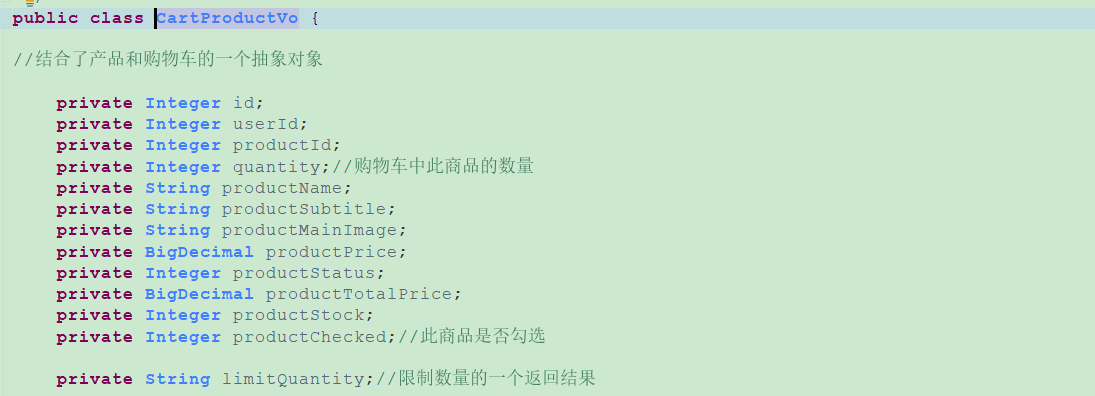 public class CartProductVo {
//结合了产品和购物车的一个抽象对象
private Integer id;
private Integer userId;
private Integer productId;
private Integer quantity;//购物车中此商品的数量
private String productName;
private String productSubtitle;
private String productMainImage;
private BigDecimal productPrice;
private Integer productStatus;
private BigDecimal productTotalPrice;
private Integer productStock;
private Integer productChecked;//此商品是否勾选
private String limitQuantity;//限制数量的一个返回结果